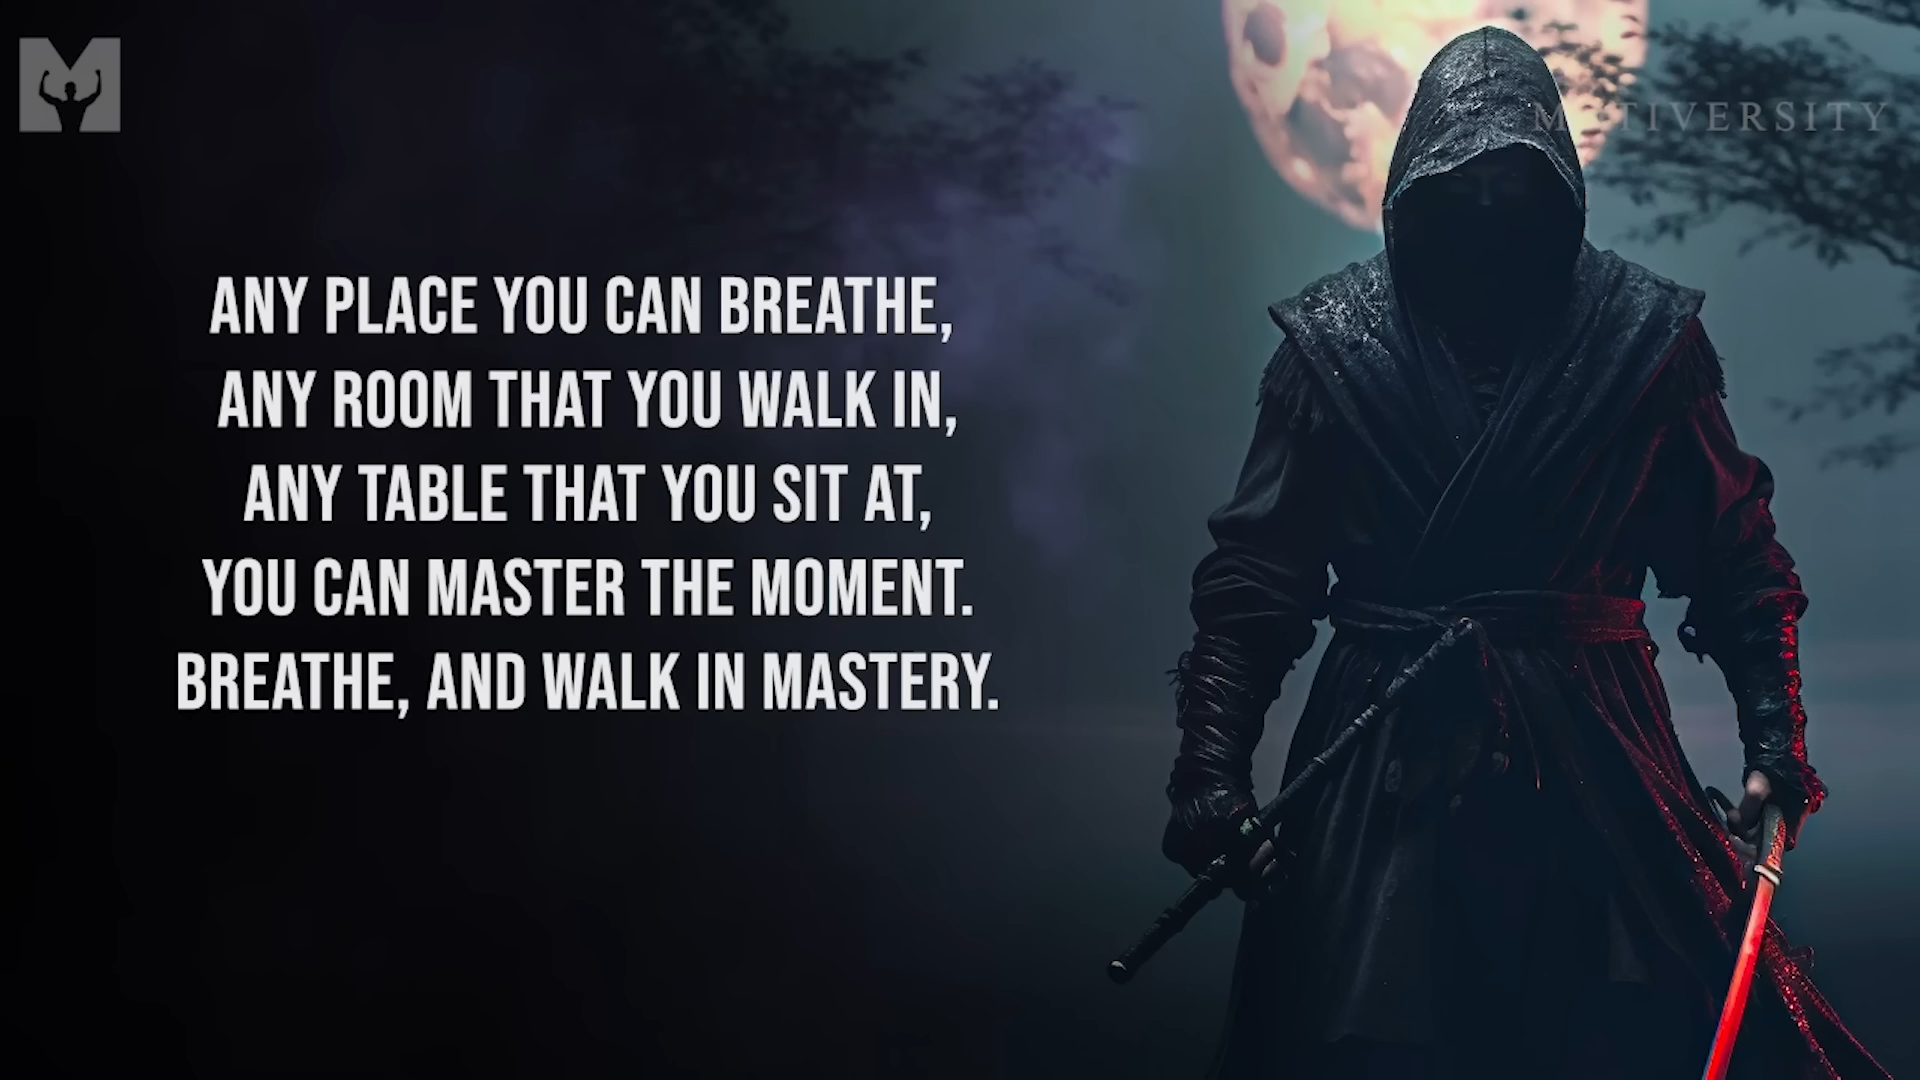 MOTIVERSITY
ANY PLACE YOU CAN BREATHE,
ANY ROOM THAT YOU WALK IN,
ANY TABLE THAT YOU SIT AT,
YOU CAN MASTER THE MOMENT.
BREATHE, AND WALK IN MASTERY.